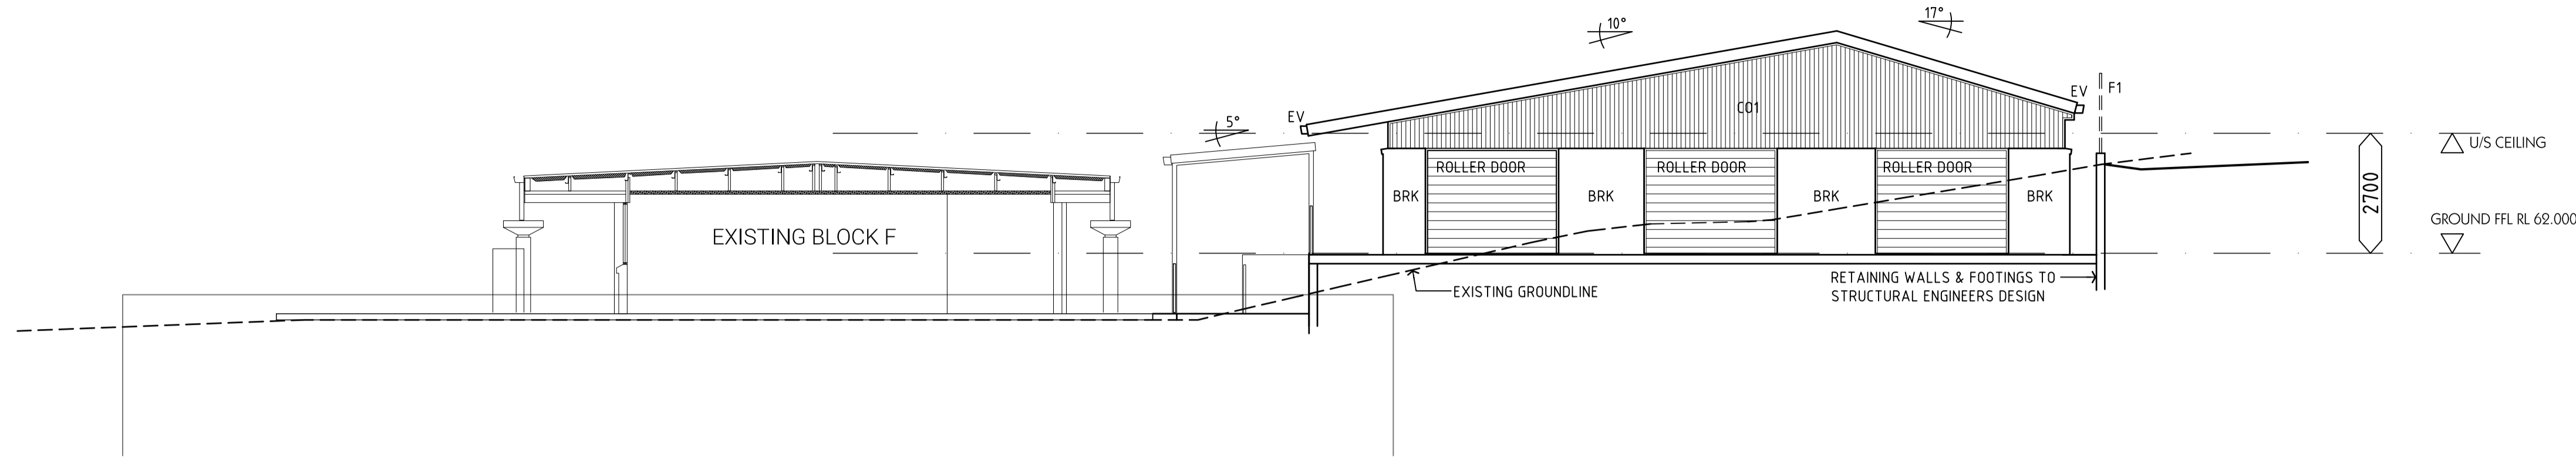 10°
17°
5°
EV
EV
F1
C01
U/S CEILING
ROLLER DOOR
ROLLER DOOR
ROLLER DOOR
BRK
BRK
BRK
BRK
2700
GROUND FFL RL 62.000
EXISTING BLOCK F
EXISTING GROUNDLINE
RETAINING WALLS & FOOTINGS TO
STRUCTURAL ENGINEERS DESIGN